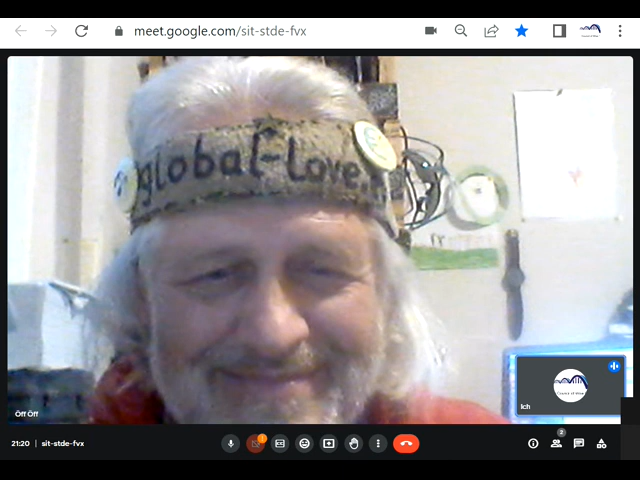 meet.google.com/sit-stde-fvx
global-love.
Öff Öff
Ich
2
21:20 | sit-stde-fvx